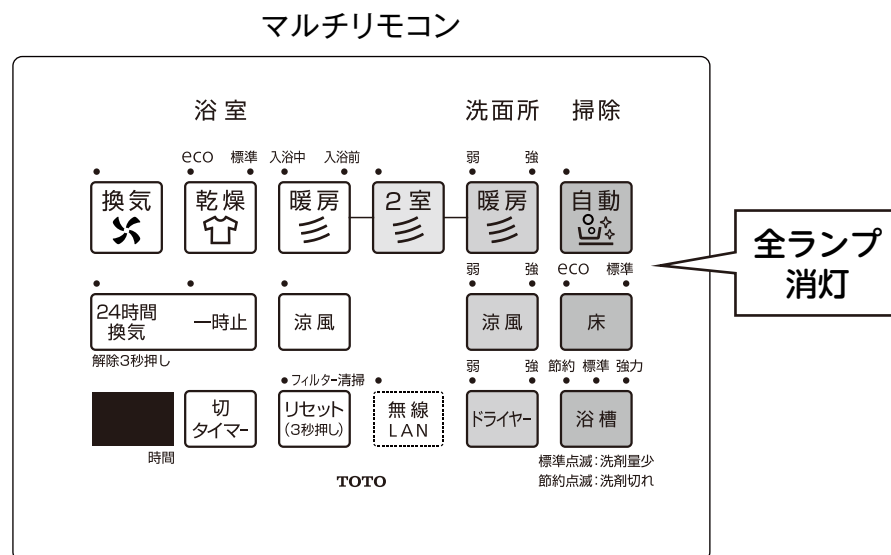 マルチリモコン
浴室 洗面所 掃除
eco 標準 入浴中 入浴前 弱 強
換気 乾燥 暖房 2室 暖房 自動
全ランプ
消灯
弱 強 eco 標準
24時間
換気
一時止 涼風 涼風 床
解除3秒押し
フィルター清掃 弱 強 節約 標準 強力
切
タイマー
リセット
(3秒押し)
無線
LAN
ドライヤー 浴槽
時間
標準点滅:洗剤量少
節約点滅:洗剤切れ
TOTO